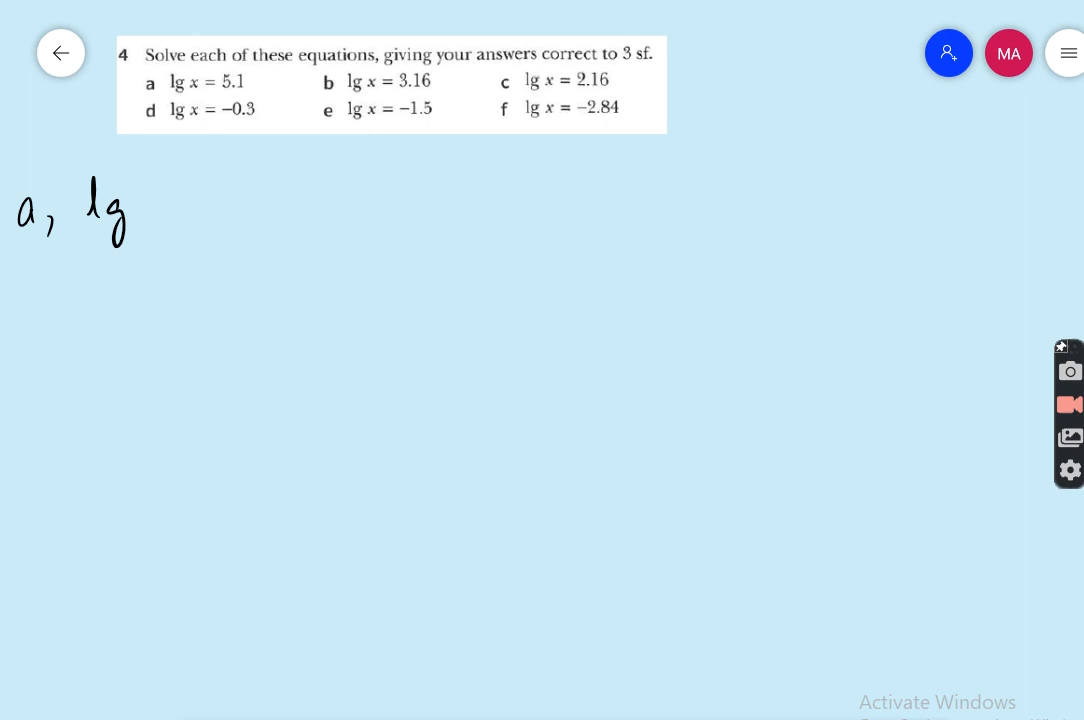 4 Solve each of these equations, giving your answers correct to 3 sf.
a lg x = 5.1 b lg x = 3.16 c lg x = 2.16
d lg x = −0.3 e lg x = −1.5 f lg x = −2.84
MA
a, lg
Activate Windows